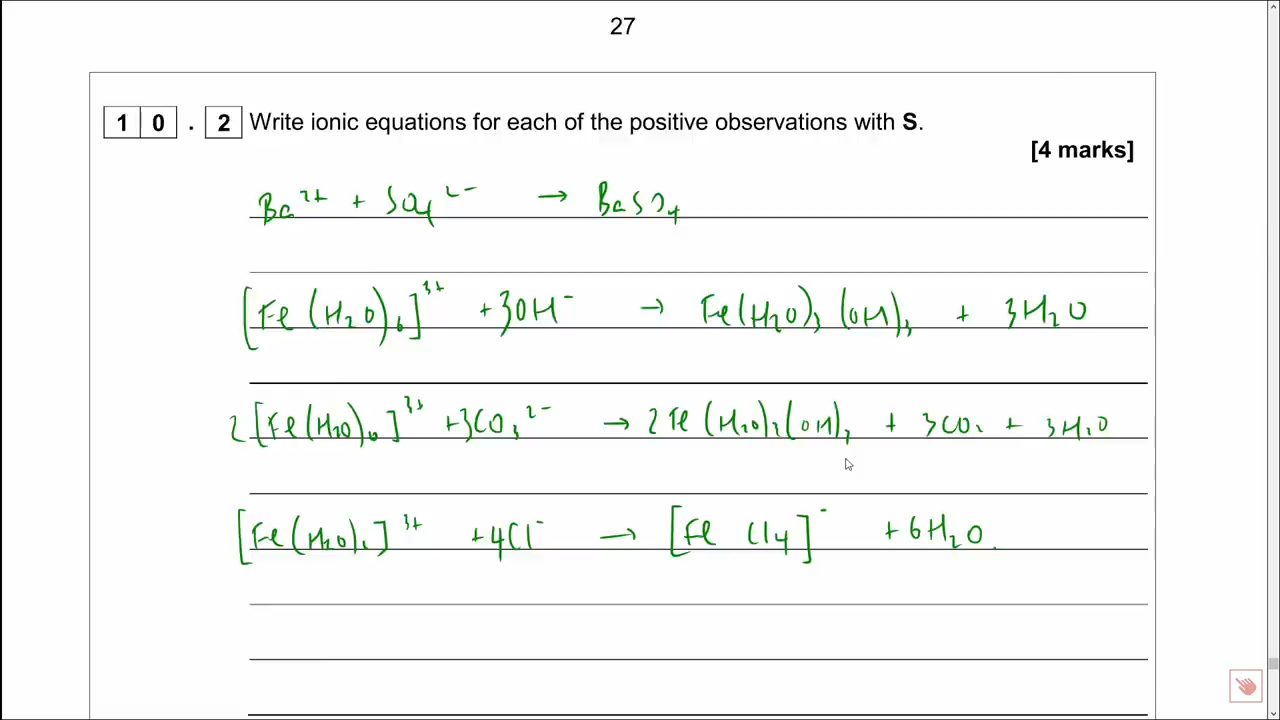 27
10.2 Write ionic equations for each of the positive observations with S.
[4 marks]
Ba²⁺ + SO₄²⁻ → BaSO₄
[Fe(H₂O)₆]³⁺ + 3OH⁻ → Fe(H₂O)₃(OH)₃ + 3H₂O
2[Fe(H₂O)₆]³⁺ + 3CO₃²⁻ → 2Fe(H₂O)₃(OH)₃ + 3CO₂ + 3H₂O
[Fe(H₂O)₆]³⁺ + 4Cl⁻ → [FeCl₄]⁻ + 6H₂O.